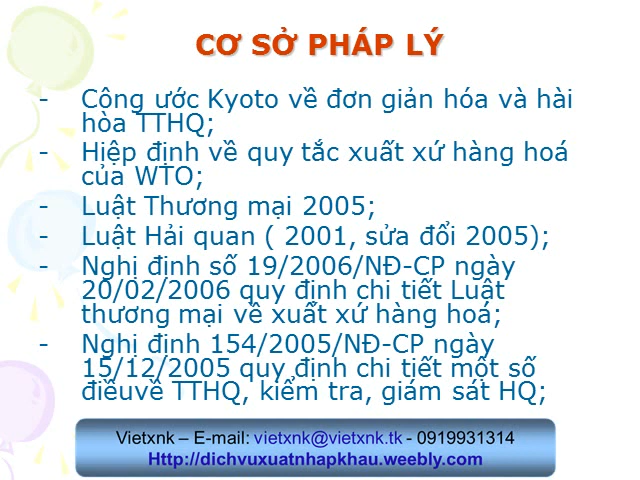 CƠ SỞ PHÁP LÝ
- Công ước Kyoto về đơn giản hóa và hài
hòa TTHQ;
- Hiệp định về quy tắc xuất xứ hàng hoá
của WTO;
- Luật Thương mại 2005;
- Luật Hải quan ( 2001, sửa đổi 2005);
- Nghị định số 19/2006/NĐ-CP ngày
20/02/2006 quy định chi tiết Luật
thương mại về xuất xứ hàng hoá;
- Nghị định 154/2005/NĐ-CP ngày
15/12/2005 quy định chi tiết một số
điềuvề TTHQ, kiểm tra, giám sát HQ;
Vietxnk – E-mail: vietxnk@vietxnk.tk - 0919931314
Http://dichvuxuatnhapkhau.weebly.com